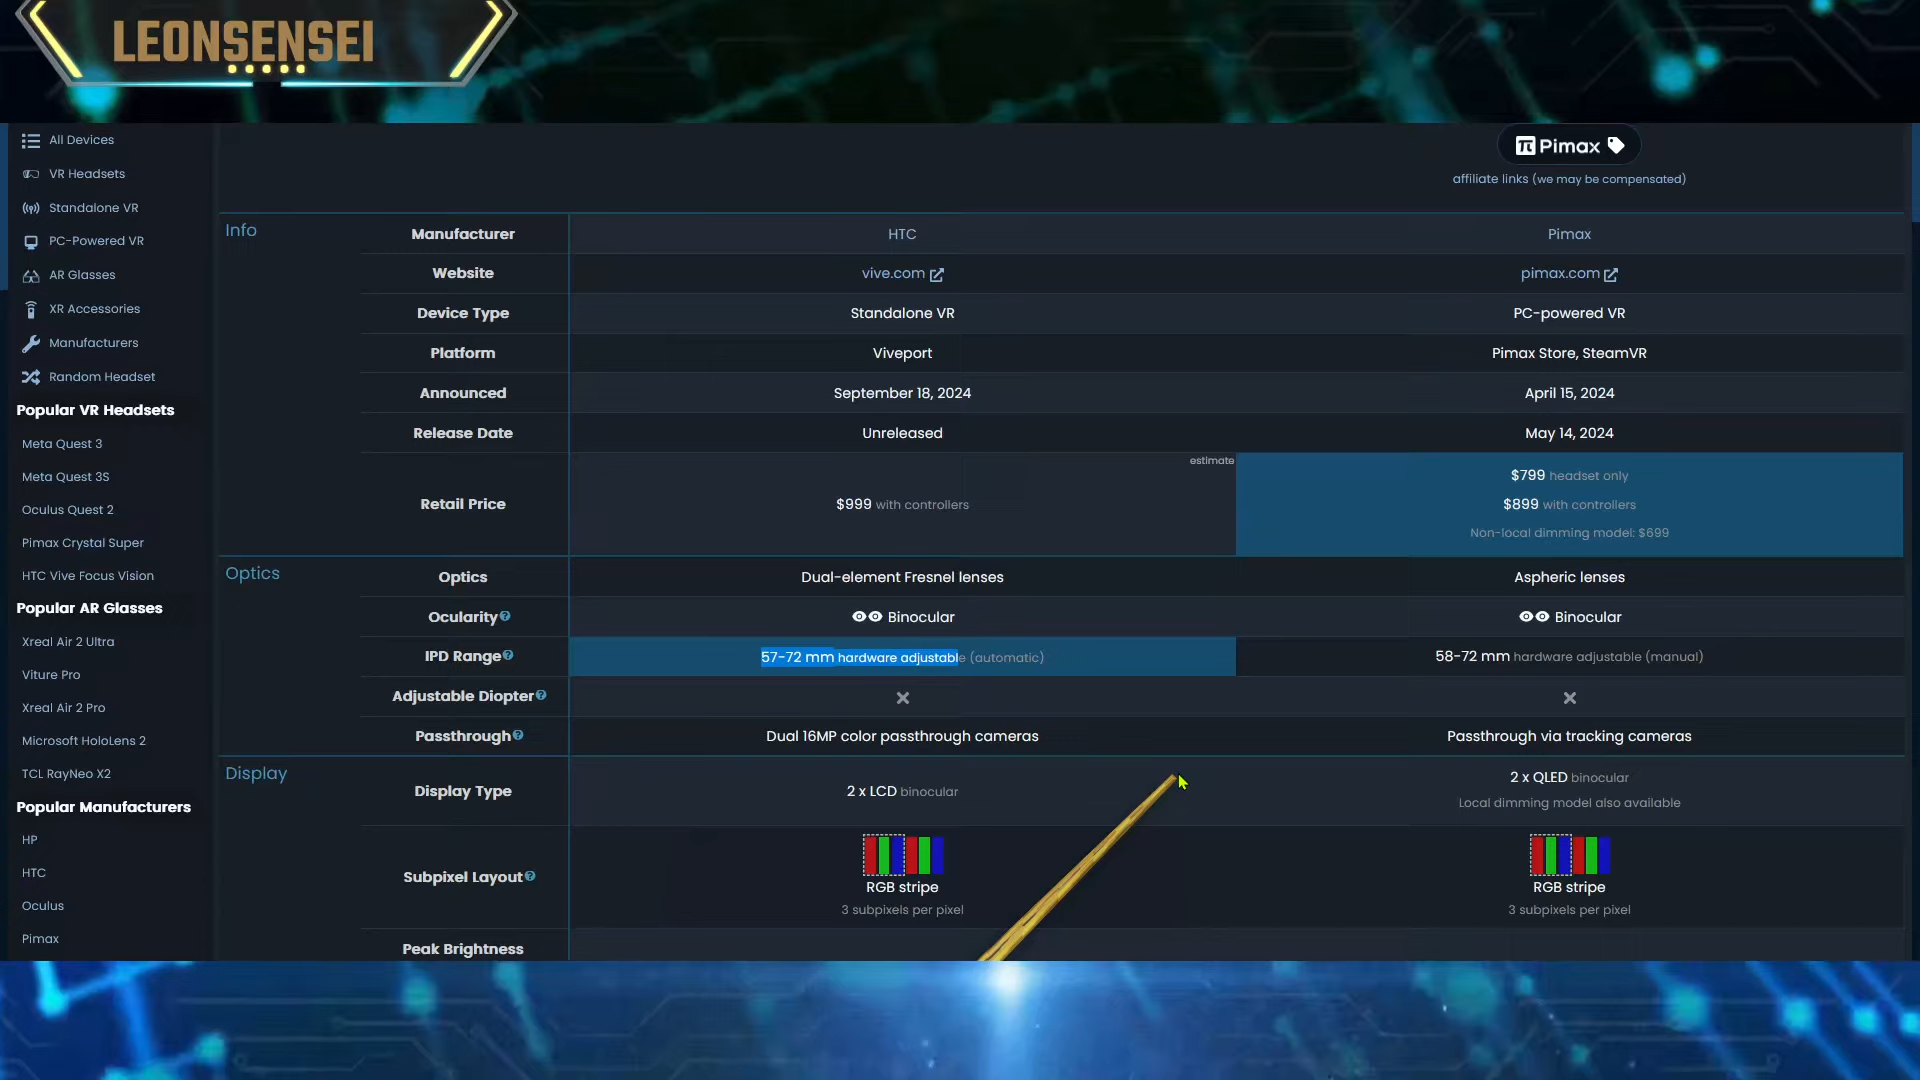 LEONSENSEI
All Devices
VR Headsets
Standalone VR
PC-Powered VR
AR Glasses
XR Accessories
Manufacturers
Random Headset
Popular VR Headsets
Meta Quest 3
Meta Quest 3S
Oculus Quest 2
Pimax Crystal Super
HTC Vive Focus Vision
Popular AR Glasses
Xreal Air 2 Ultra
Viture Pro
Xreal Air 2 Pro
Microsoft HoloLens 2
TCL RayNeo X2
Popular Manufacturers
HP
HTC
Oculus
Pimax
Pimax
affiliate links (we may be compensated)
Info
Manufacturer HTC Pimax
Website vive.com pimax.com
Device Type Standalone VR PC-powered VR
Platform Viveport Pimax Store, SteamVR
Announced September 18, 2024 April 15, 2024
Release Date Unreleased May 14, 2024
estimate
Retail Price $999 with controllers
$799 headset only
$899 with controllers
Non-local dimming model: $699
Optics
Optics Dual-element Fresnel lenses Aspheric lenses
Ocularity? Binocular Binocular
IPD Range? 57-72 mm hardware adjustable (automatic) 58-72 mm hardware adjustable (manual)
Adjustable Diopter?
Passthrough? Dual 16MP color passthrough cameras Passthrough via tracking cameras
Display
Display Type 2 x LCD binocular
2 x QLED binocular
Local dimming model also available
Subpixel Layout?
RGB stripe
3 subpixels per pixel
RGB stripe
3 subpixels per pixel
Peak Brightness